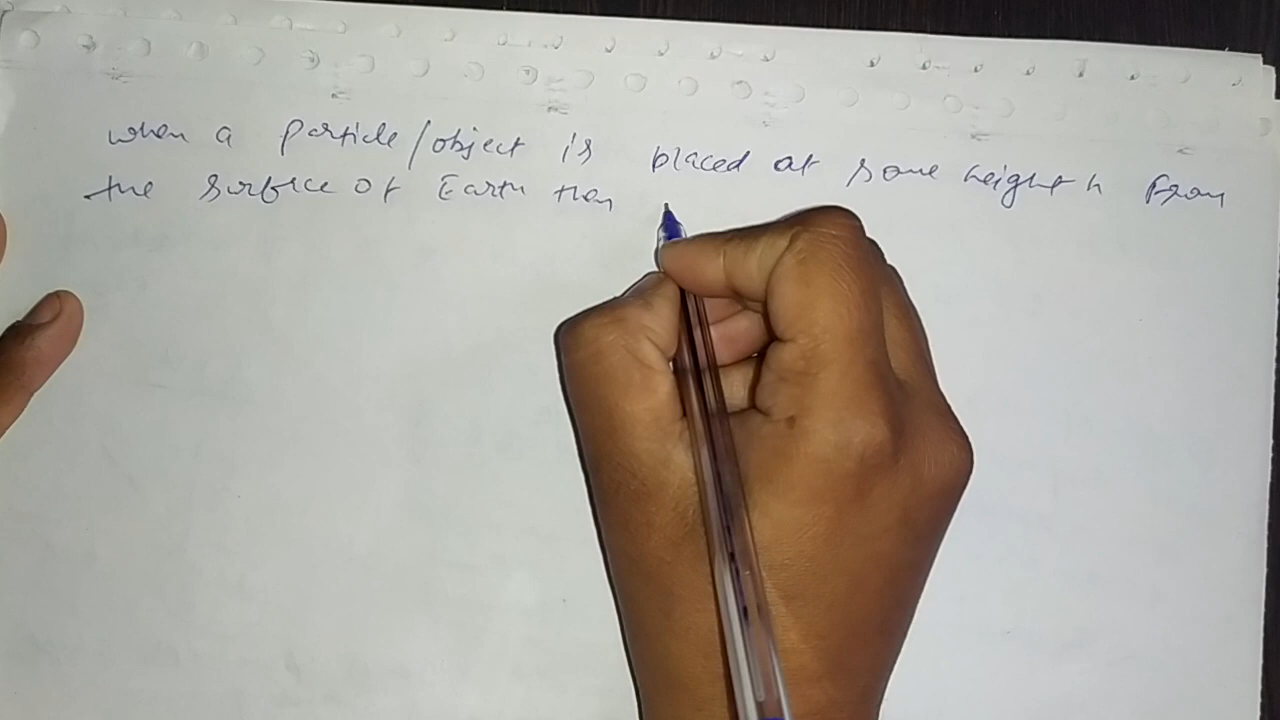 when a particle/object is placed at some height h from
the surface of Earth then